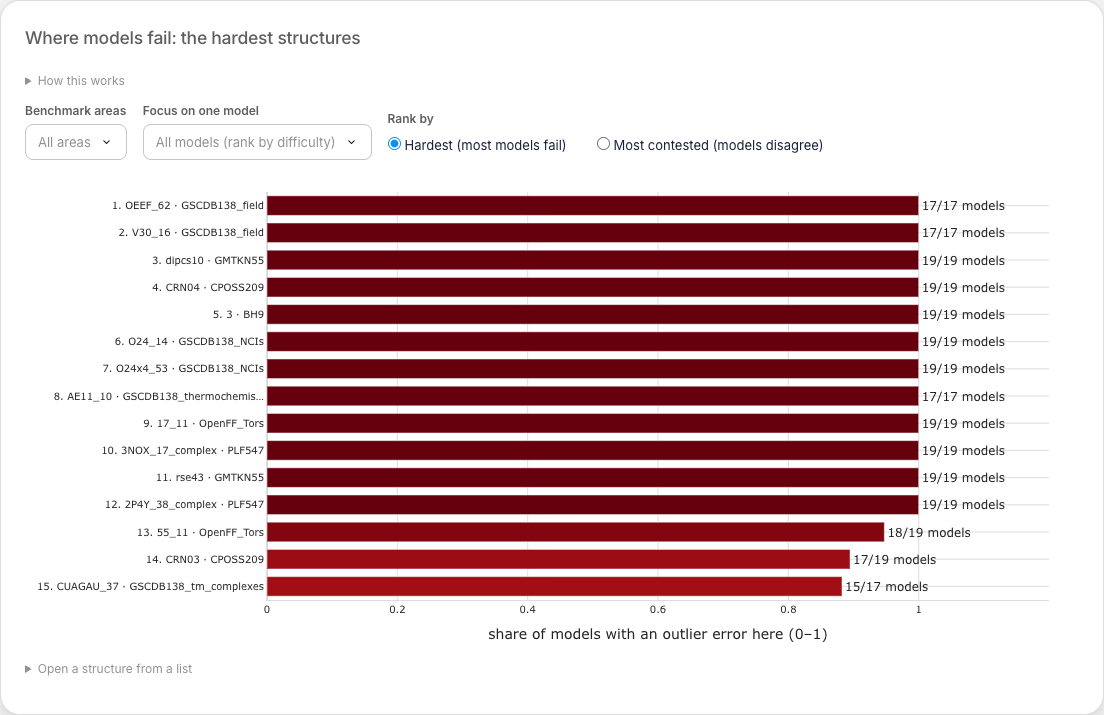 Where models fail: the hardest structures
How this works
Benchmark areas
Focus on one model
Rank by
All areas
All models (rank by difficulty)
Hardest (most models fail)
Most contested (models disagree)
1. OEEF_62 · GSCDB138_field 17/17 models
2. V30_16 · GSCDB138_field 17/17 models
3. dipcs10 · GMTKN55 19/19 models
4. CRN04 · CPOSS209 19/19 models
5. 3 · BH9 19/19 models
6. O24_14 · GSCDB138_NCIs 19/19 models
7. O24x4_53 · GSCDB138_NCIs 19/19 models
8. AE11_10 · GSCDB138_thermochemis... 17/17 models
9. 17_11 · OpenFF_Tors 19/19 models
10. 3NOX_17_complex · PLF547 19/19 models
11. rse43 · GMTKN55 19/19 models
12. 2P4Y_38_complex · PLF547 19/19 models
13. 55_11 · OpenFF_Tors 18/19 models
14. CRN03 · CPOSS209 17/19 models
15. CUAGAU_37 · GSCDB138_tm_complexes 15/17 models
0 0.2 0.4 0.6 0.8 1
share of models with an outlier error here (0–1)
Open a structure from a list